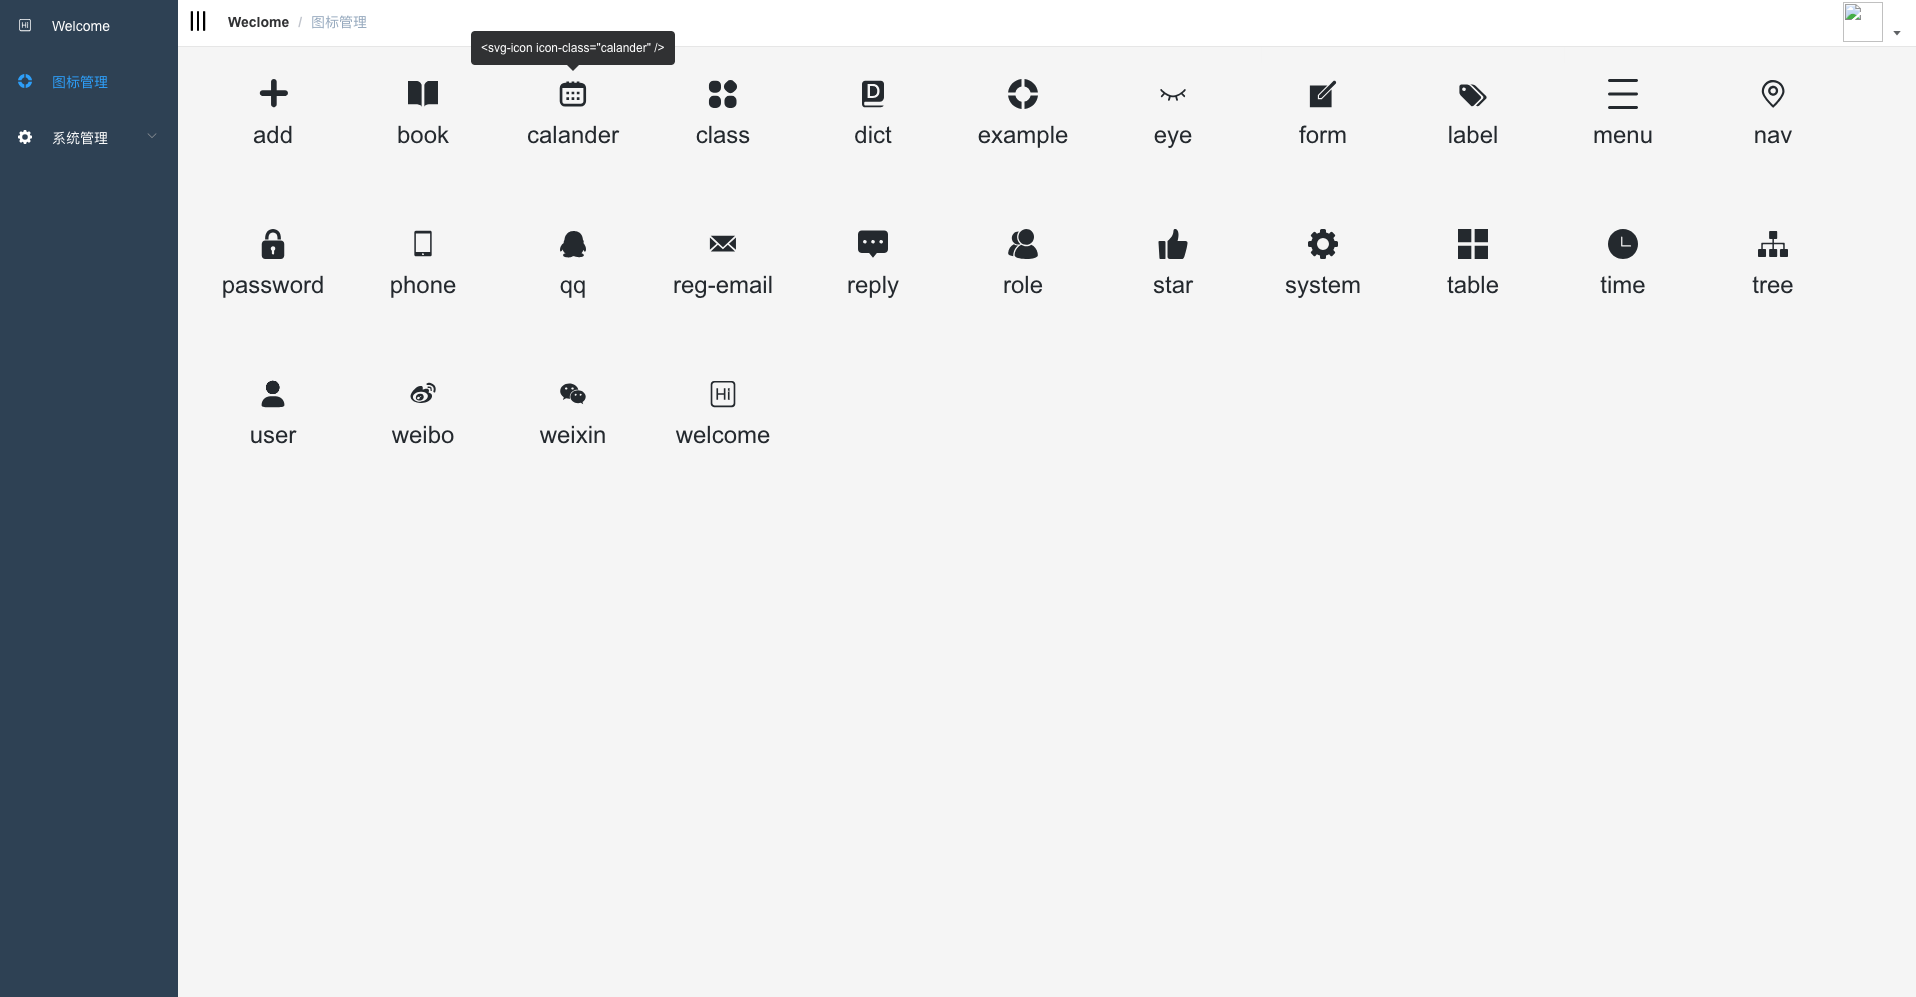 Welcome
图标管理
系统管理
Weclome / 图标管理
<svg-icon icon-class="calander" />
add book calander class dict example eye form label menu nav
password phone qq reg-email reply role star system table time tree
user weibo weixin welcome